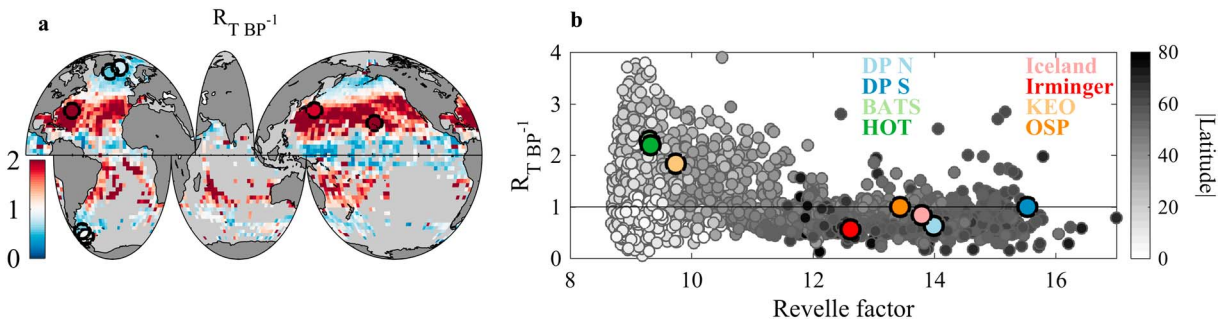 a
R_T BP^-1
2
1
0
b
R_T BP^-1
4
3
2
1
0
DP N
DP S
BATS
HOT
Iceland
Irminger
KEO
OSP
8 10 12 14 16
Revelle factor
80
60
40
20
0
|Latitude|